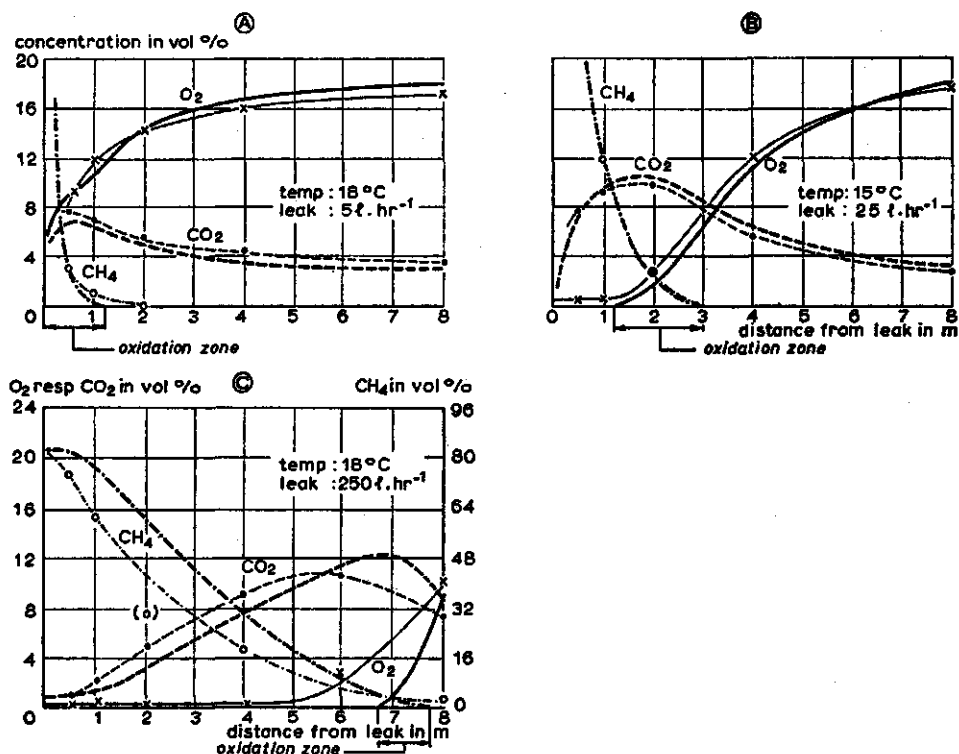 Ⓐ
concentration in vol %
20
16
12
8
4
0
O₂
temp : 18 °C
leak : 5ℓ. hr⁻¹
CO₂
CH₄
1 2 3 4 5 6 7 8
oxidation zone
Ⓑ
CH₄
CO₂
O₂
temp : 15°C
leak : 25 ℓ. hr⁻¹
0 1 2 3 4 5 6 7 8
distance from leak in m
oxidation zone
O₂ resp CO₂ in vol %
Ⓒ
CH₄ in vol %
24
20
16
12
8
4
0
96
80
64
48
32
16
0
temp : 18 °C
leak : 250 ℓ. hr⁻¹
CH₄
CO₂
( )
O₂
1 2 3 4 5 6 7 8
distance from leak in m
oxidation zone